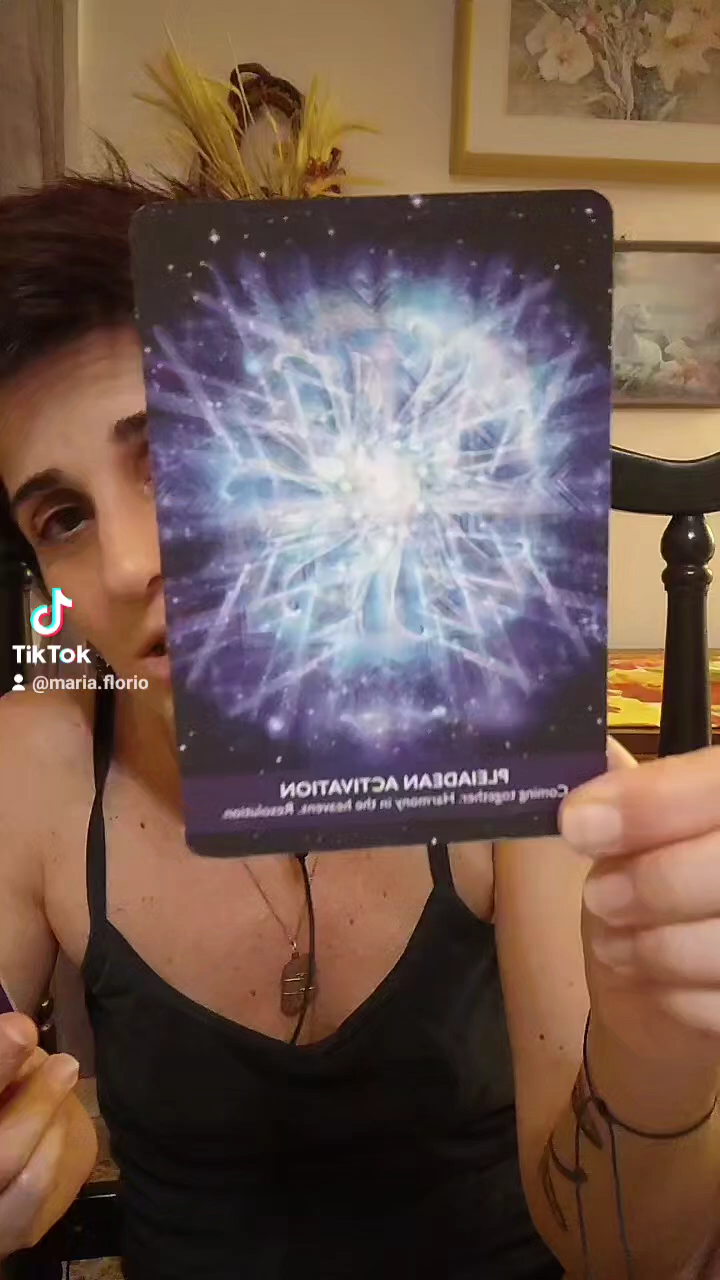 TikTok
@maria.florio
PLEIADEAN ACTIVATION
Coming together. Harmony in the heavens. Resolution.